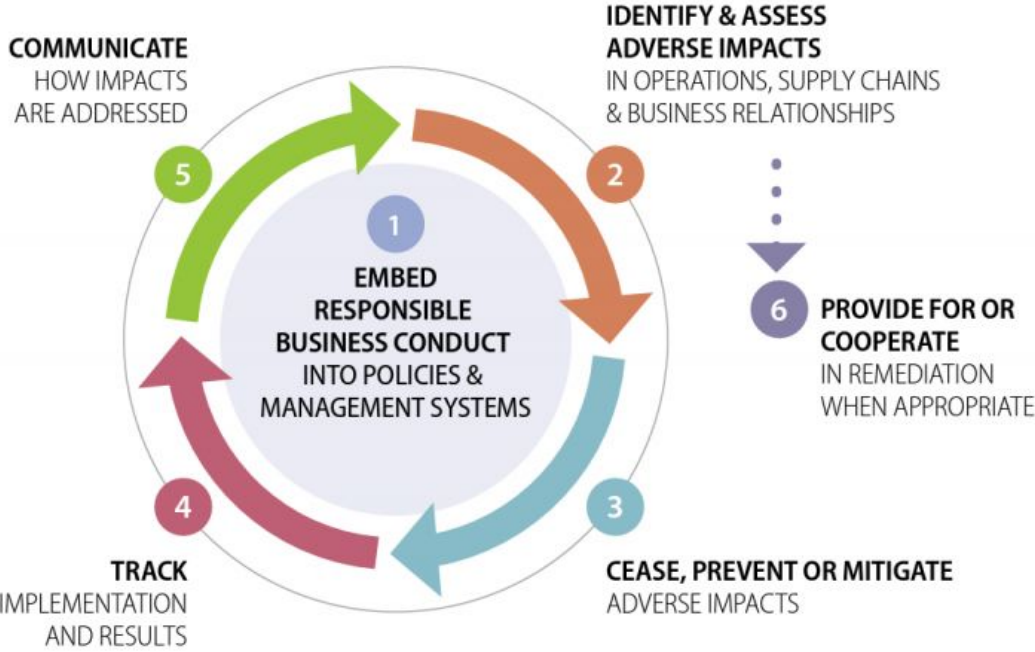 COMMUNICATE
HOW IMPACTS
ARE ADDRESSED
5
IDENTIFY & ASSESS
ADVERSE IMPACTS
IN OPERATIONS, SUPPLY CHAINS
& BUSINESS RELATIONSHIPS
2
1
EMBED
RESPONSIBLE
BUSINESS CONDUCT
INTO POLICIES &
MANAGEMENT SYSTEMS
6
PROVIDE FOR OR
COOPERATE
IN REMEDIATION
WHEN APPROPRIATE
4
TRACK
IMPLEMENTATION
AND RESULTS
3
CEASE, PREVENT OR MITIGATE
ADVERSE IMPACTS